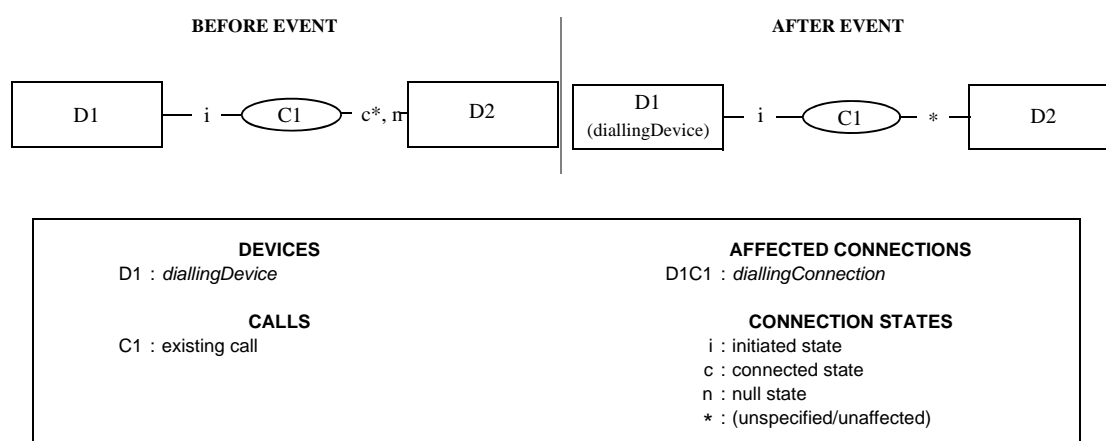 BEFORE EVENT
AFTER EVENT
D1 i C1 c*, n D2
D1
(diallingDevice)
i C1 * D2
DEVICES
D1 : diallingDevice
CALLS
C1 : existing call
AFFECTED CONNECTIONS
D1C1 : diallingConnection
CONNECTION STATES
i : initiated state
c : connected state
n : null state
* : (unspecified/unaffected)